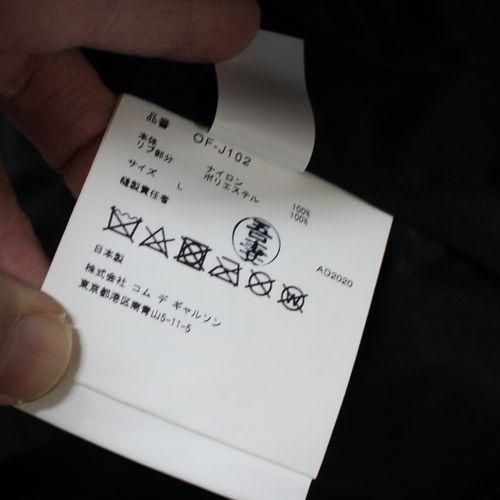 品番 OF-J102
本体 ナイロン 100%
リブ部分 ポリエステル 100%
サイズ L
縫製責任者
AD2020
W
日本製
株式会社 コム デ ギャルソン
東京都港区南青山5-11-5